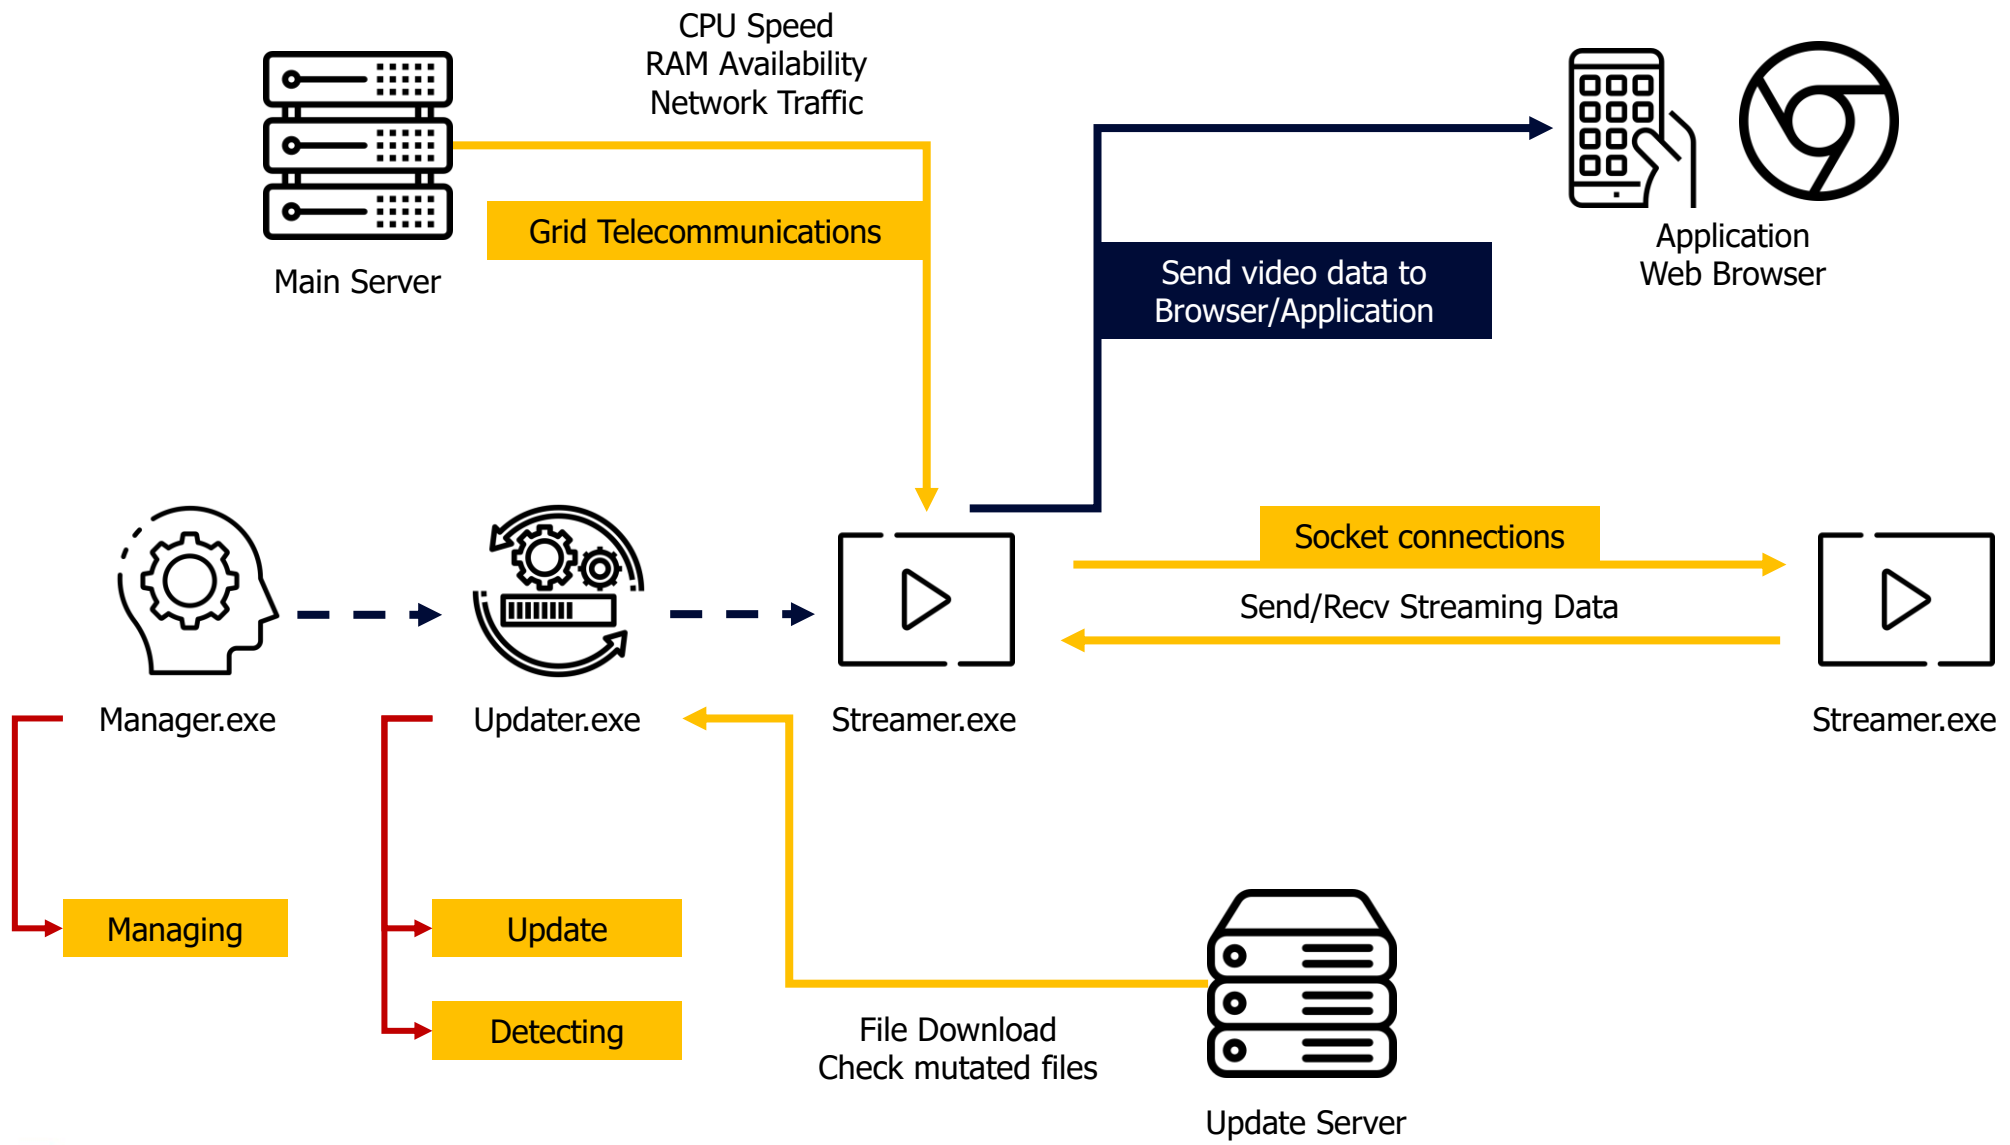 CPU Speed
RAM Availability
Network Traffic
Grid Telecommunications
Main Server
Application
Web Browser
Send video data to
Browser/Application
Socket connections
Send/Recv Streaming Data
Manager.exe
Updater.exe
Streamer.exe
Streamer.exe
Managing
Update
Detecting
File Download
Check mutated files
Update Server